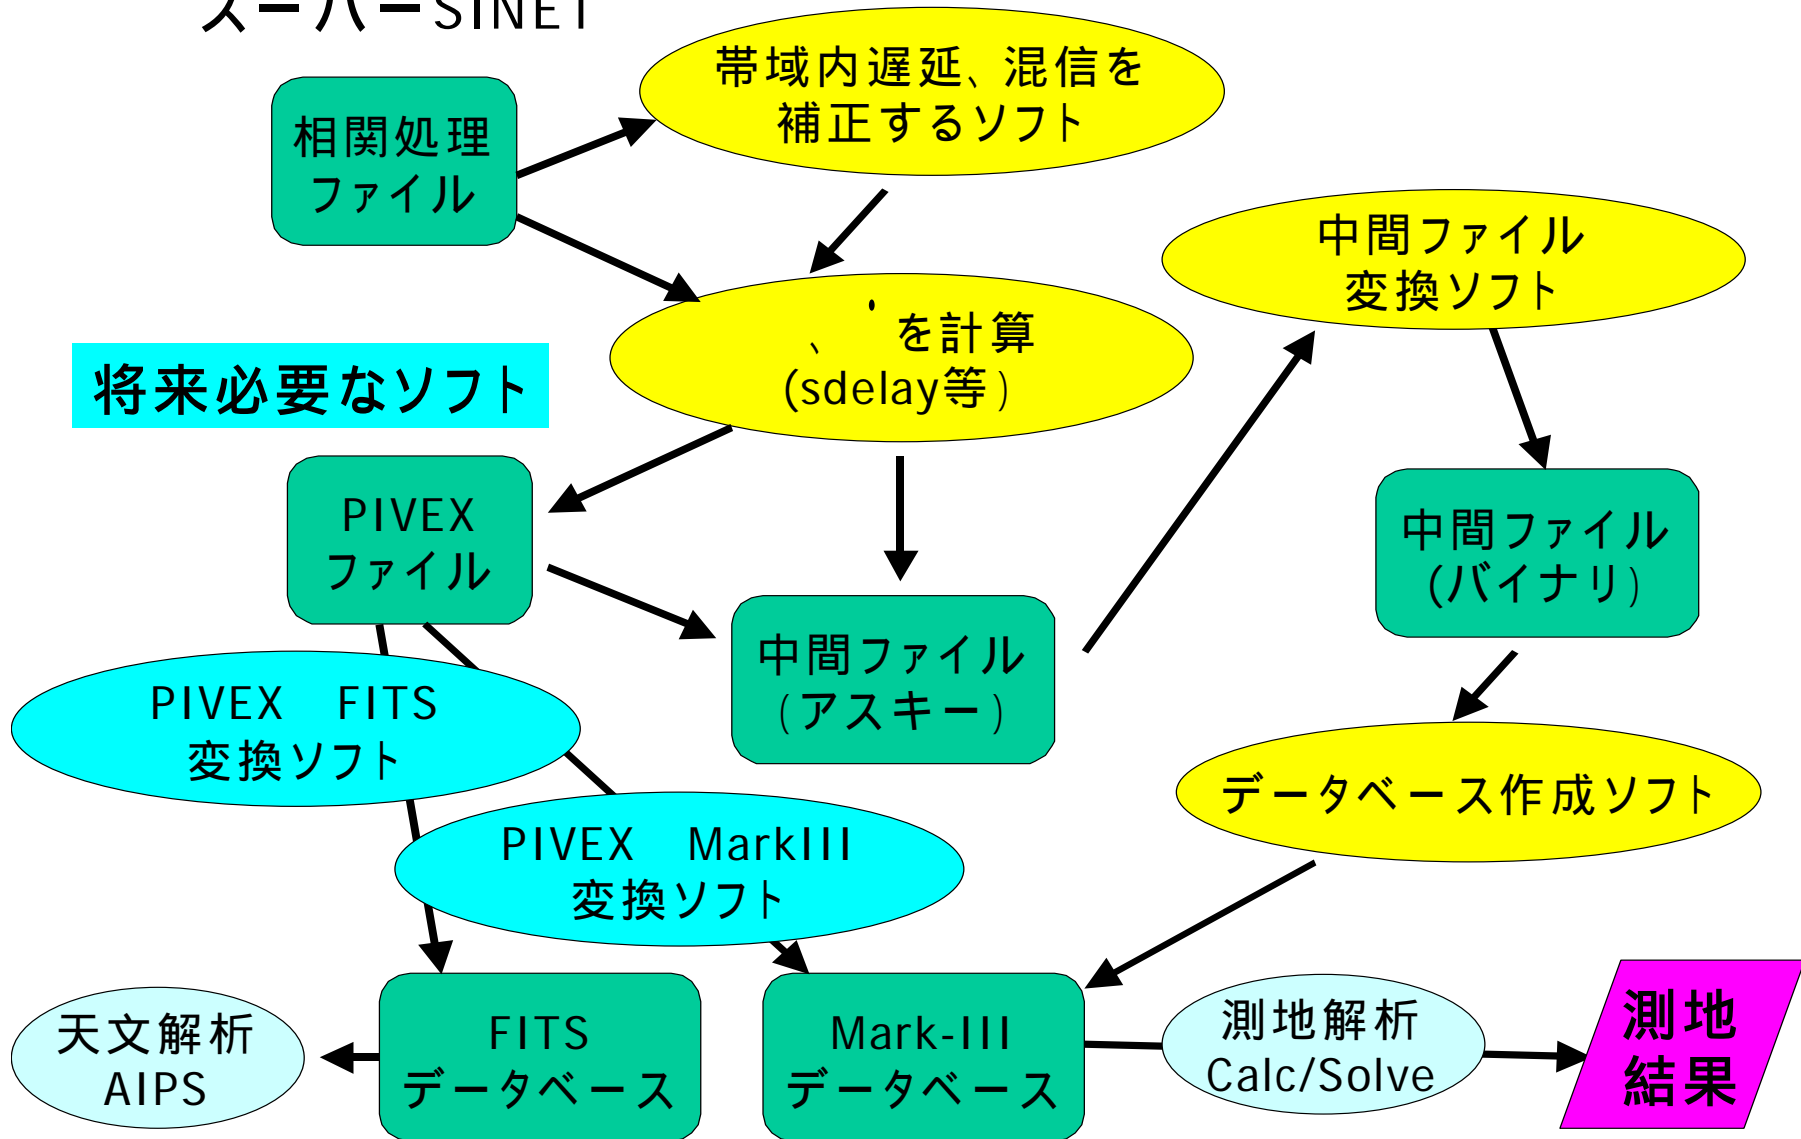 スーパーSINET
帯域内遅延、混信を
補正するソフト
相関処理
ファイル
中間ファイル
変換ソフト
、 を計算
(sdelay等)
将来必要なソフト
PIVEX
ファイル
中間ファイル
(バイナリ)
中間ファイル
(アスキー)
PIVEX FITS
変換ソフト
データベース作成ソフト
PIVEX MarkIII
変換ソフト
天文解析
AIPS
FITS
データベース
Mark-III
データベース
測地解析
Calc/Solve
測地
結果